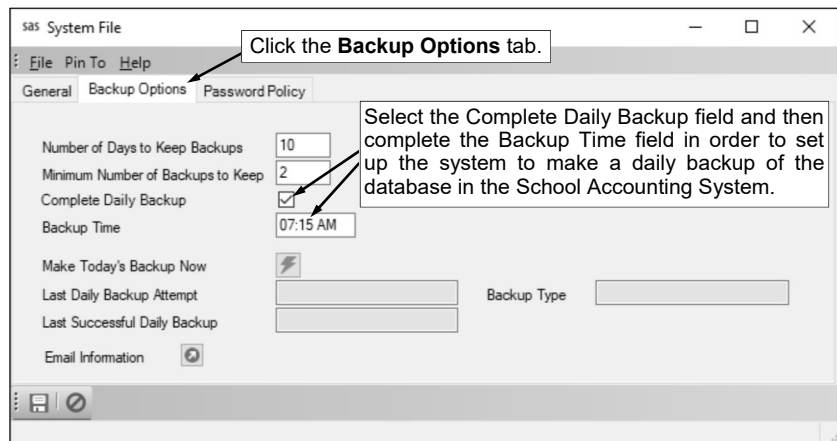 sas System File
Click the Backup Options tab.
File Pin To Help
General Backup Options Password Policy
Select the Complete Daily Backup field and then
complete the Backup Time field in order to set
up the system to make a daily backup of the
database in the School Accounting System.
Number of Days to Keep Backups 10
Minimum Number of Backups to Keep 2
Complete Daily Backup
Backup Time 07:15 AM
Make Today's Backup Now
Last Daily Backup Attempt Backup Type
Last Successful Daily Backup
Email Information